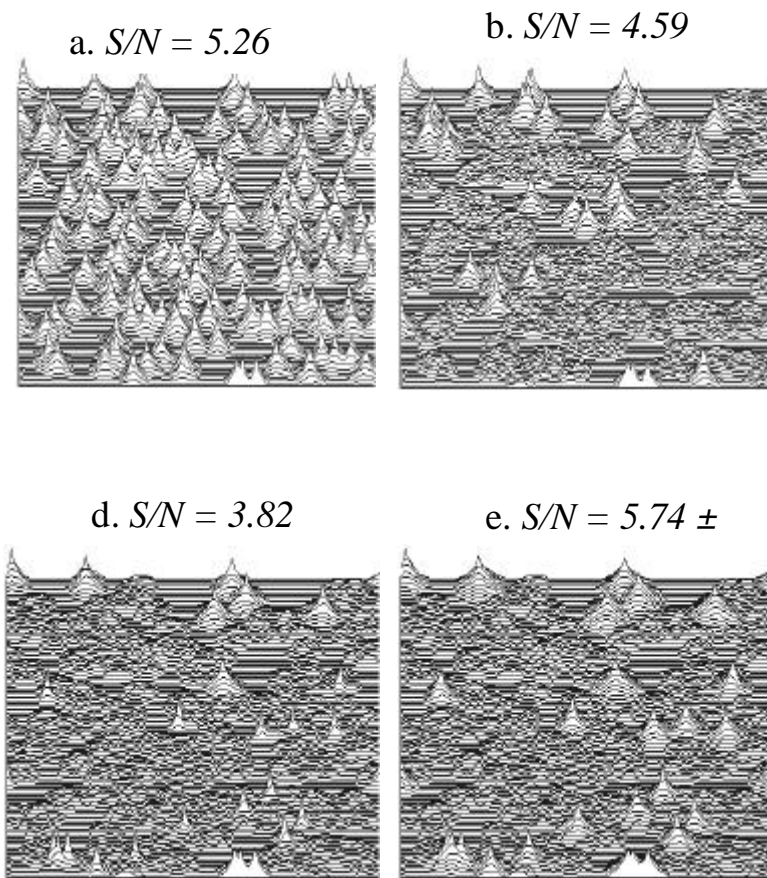 a. S/N = 5.26
b. S/N = 4.59
d. S/N = 3.82
e. S/N = 5.74 ±